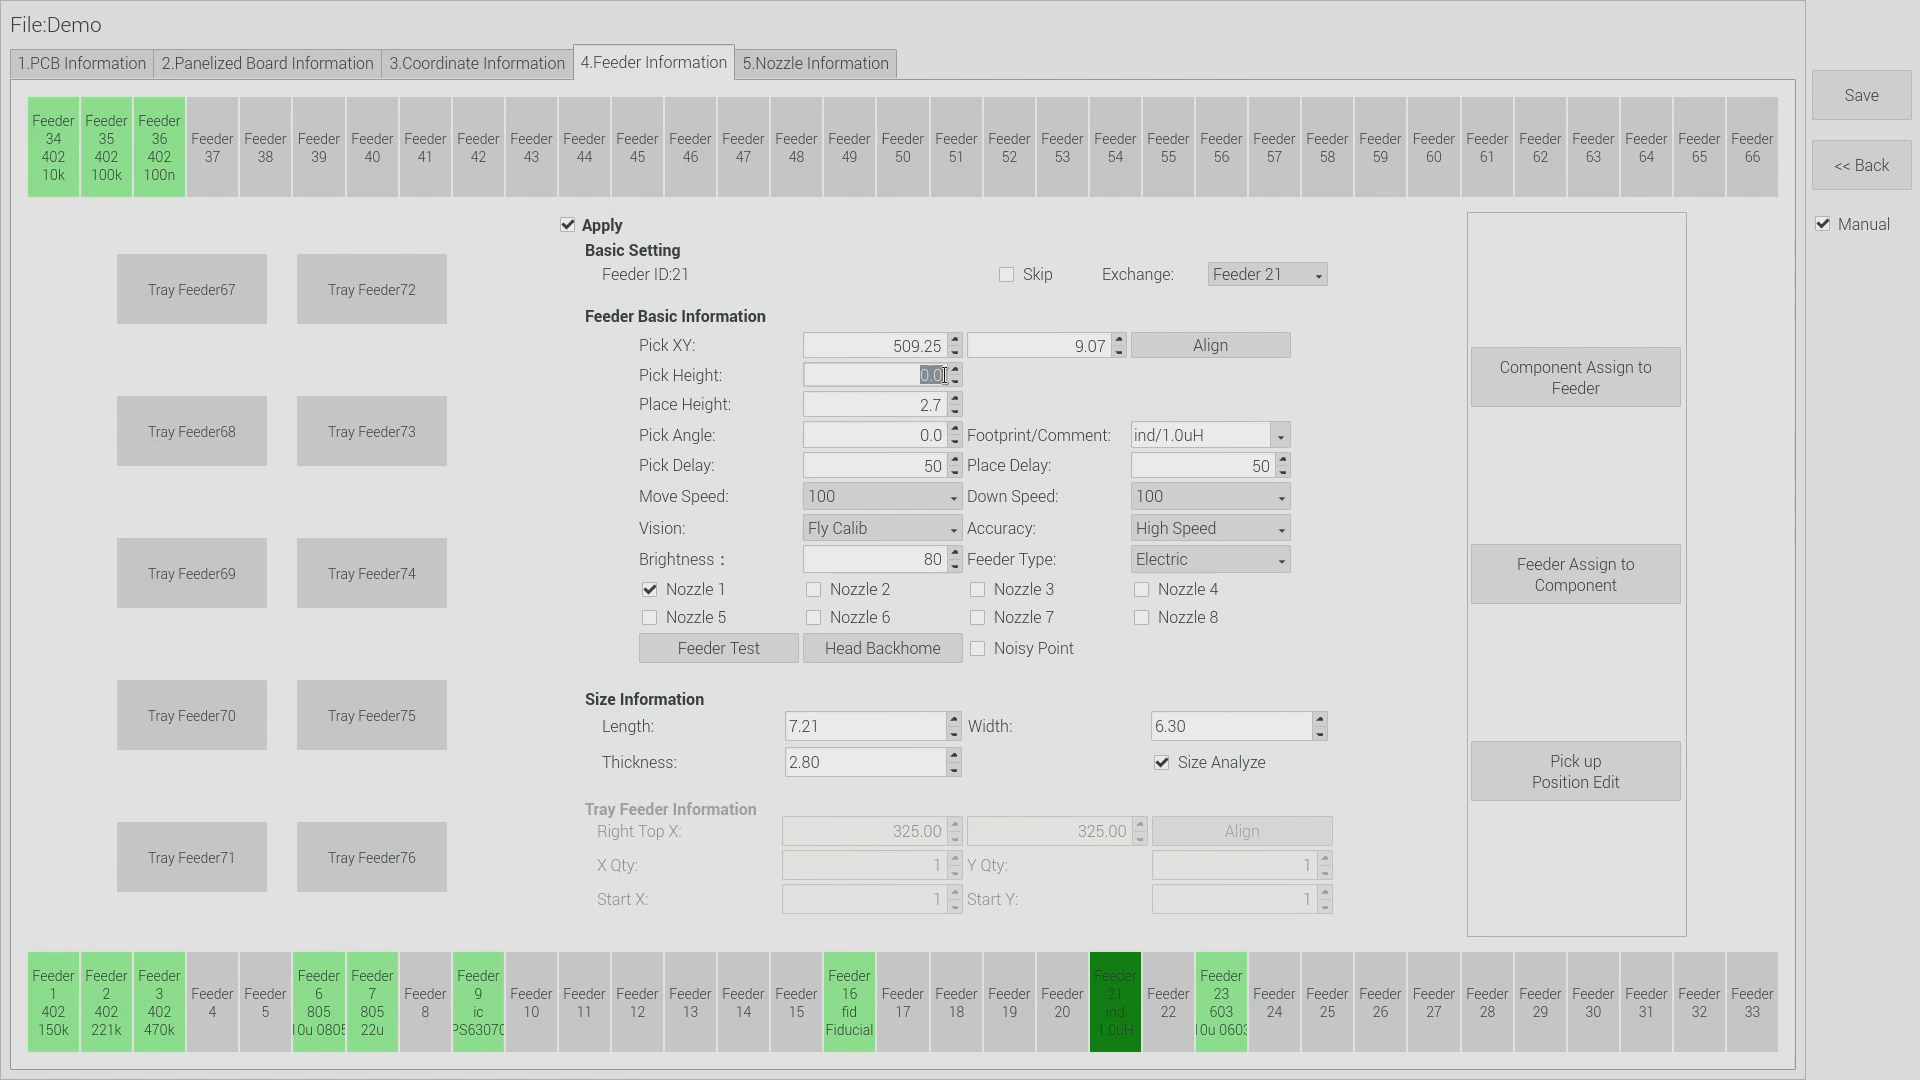 File:Demo
1.PCB Information 2.Panelized Board Information 3.Coordinate Information 4.Feeder Information 5.Nozzle Information
Save
<< Back
Manual
Feeder 34 402 10k
Feeder 35 402 100k
Feeder 36 402 100n
Feeder 37
Feeder 38
Feeder 39
Feeder 40
Feeder 41
Feeder 42
Feeder 43
Feeder 44
Feeder 45
Feeder 46
Feeder 47
Feeder 48
Feeder 49
Feeder 50
Feeder 51
Feeder 52
Feeder 53
Feeder 54
Feeder 55
Feeder 56
Feeder 57
Feeder 58
Feeder 59
Feeder 60
Feeder 61
Feeder 62
Feeder 63
Feeder 64
Feeder 65
Feeder 66
Tray Feeder67 Tray Feeder72
Tray Feeder68 Tray Feeder73
Tray Feeder69 Tray Feeder74
Tray Feeder70 Tray Feeder75
Tray Feeder71 Tray Feeder76
Apply
Basic Setting
Feeder ID:21 Skip Exchange: Feeder 21
Feeder Basic Information
Pick XY: 509.25 9.07 Align
Pick Height: 0.0
Place Height: 2.7
Pick Angle: 0.0 Footprint/Comment: ind/1.0uH
Pick Delay: 50 Place Delay: 50
Move Speed: 100 Down Speed: 100
Vision: Fly Calib Accuracy: High Speed
Brightness： 80 Feeder Type: Electric
Nozzle 1 Nozzle 2 Nozzle 3 Nozzle 4
Nozzle 5 Nozzle 6 Nozzle 7 Nozzle 8
Feeder Test Head Backhome Noisy Point
Size Information
Length: 7.21 Width: 6.30
Thickness: 2.80 Size Analyze
Tray Feeder Information
Right Top X: 325.00 325.00 Align
X Qty: 1 Y Qty: 1
Start X: 1 Start Y: 1
Component Assign to
Feeder
Feeder Assign to
Component
Pick up
Position Edit
Feeder 1 402 150k
Feeder 2 402 221k
Feeder 3 402 470k
Feeder 4
Feeder 5
Feeder 6 805 10u 0805
Feeder 7 805 22u
Feeder 8
Feeder 9 ic PS63070
Feeder 10
Feeder 11
Feeder 12
Feeder 13
Feeder 14
Feeder 15
Feeder 16 fid Fiducial
Feeder 17
Feeder 18
Feeder 19
Feeder 20
Feeder 21 ind 1.0uH
Feeder 22
Feeder 23 603 10u 0603
Feeder 24
Feeder 25
Feeder 26
Feeder 27
Feeder 28
Feeder 29
Feeder 30
Feeder 31
Feeder 32
Feeder 33